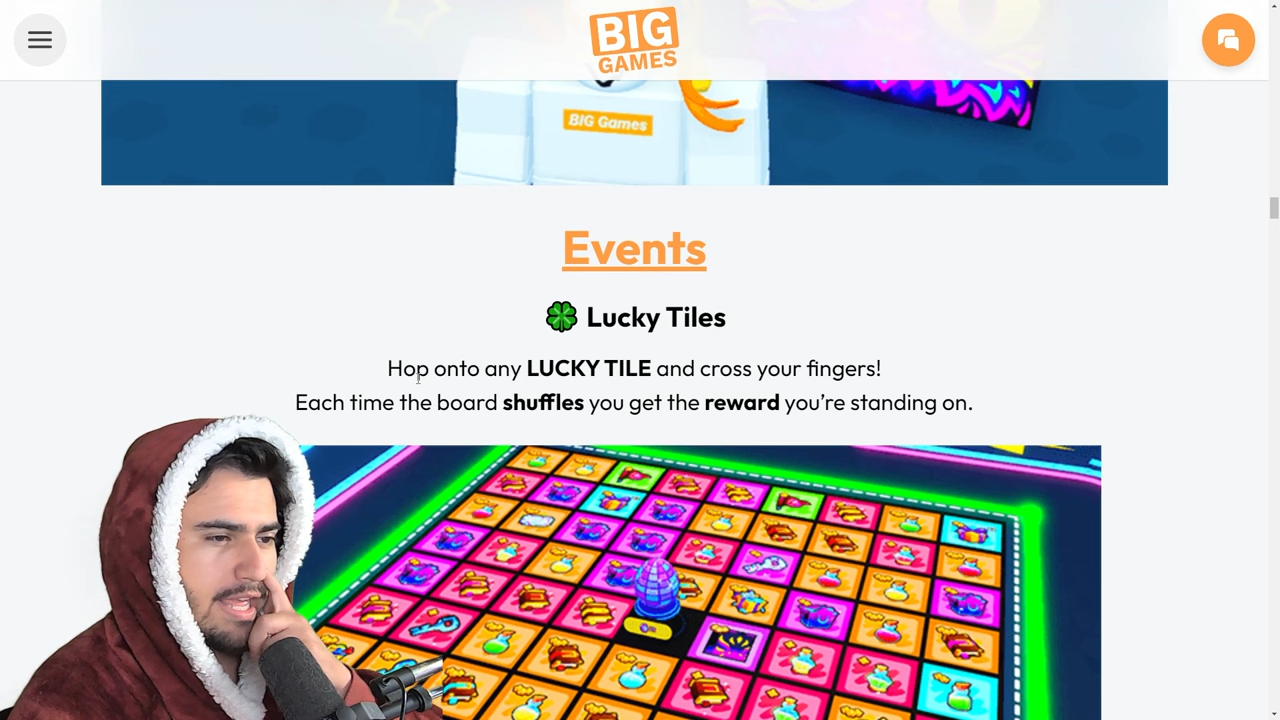 BIG
GAMES
BIG Games
Events
Lucky Tiles
Hop onto any LUCKY TILE and cross your fingers!
Each time the board shuffles you get the reward you’re standing on.